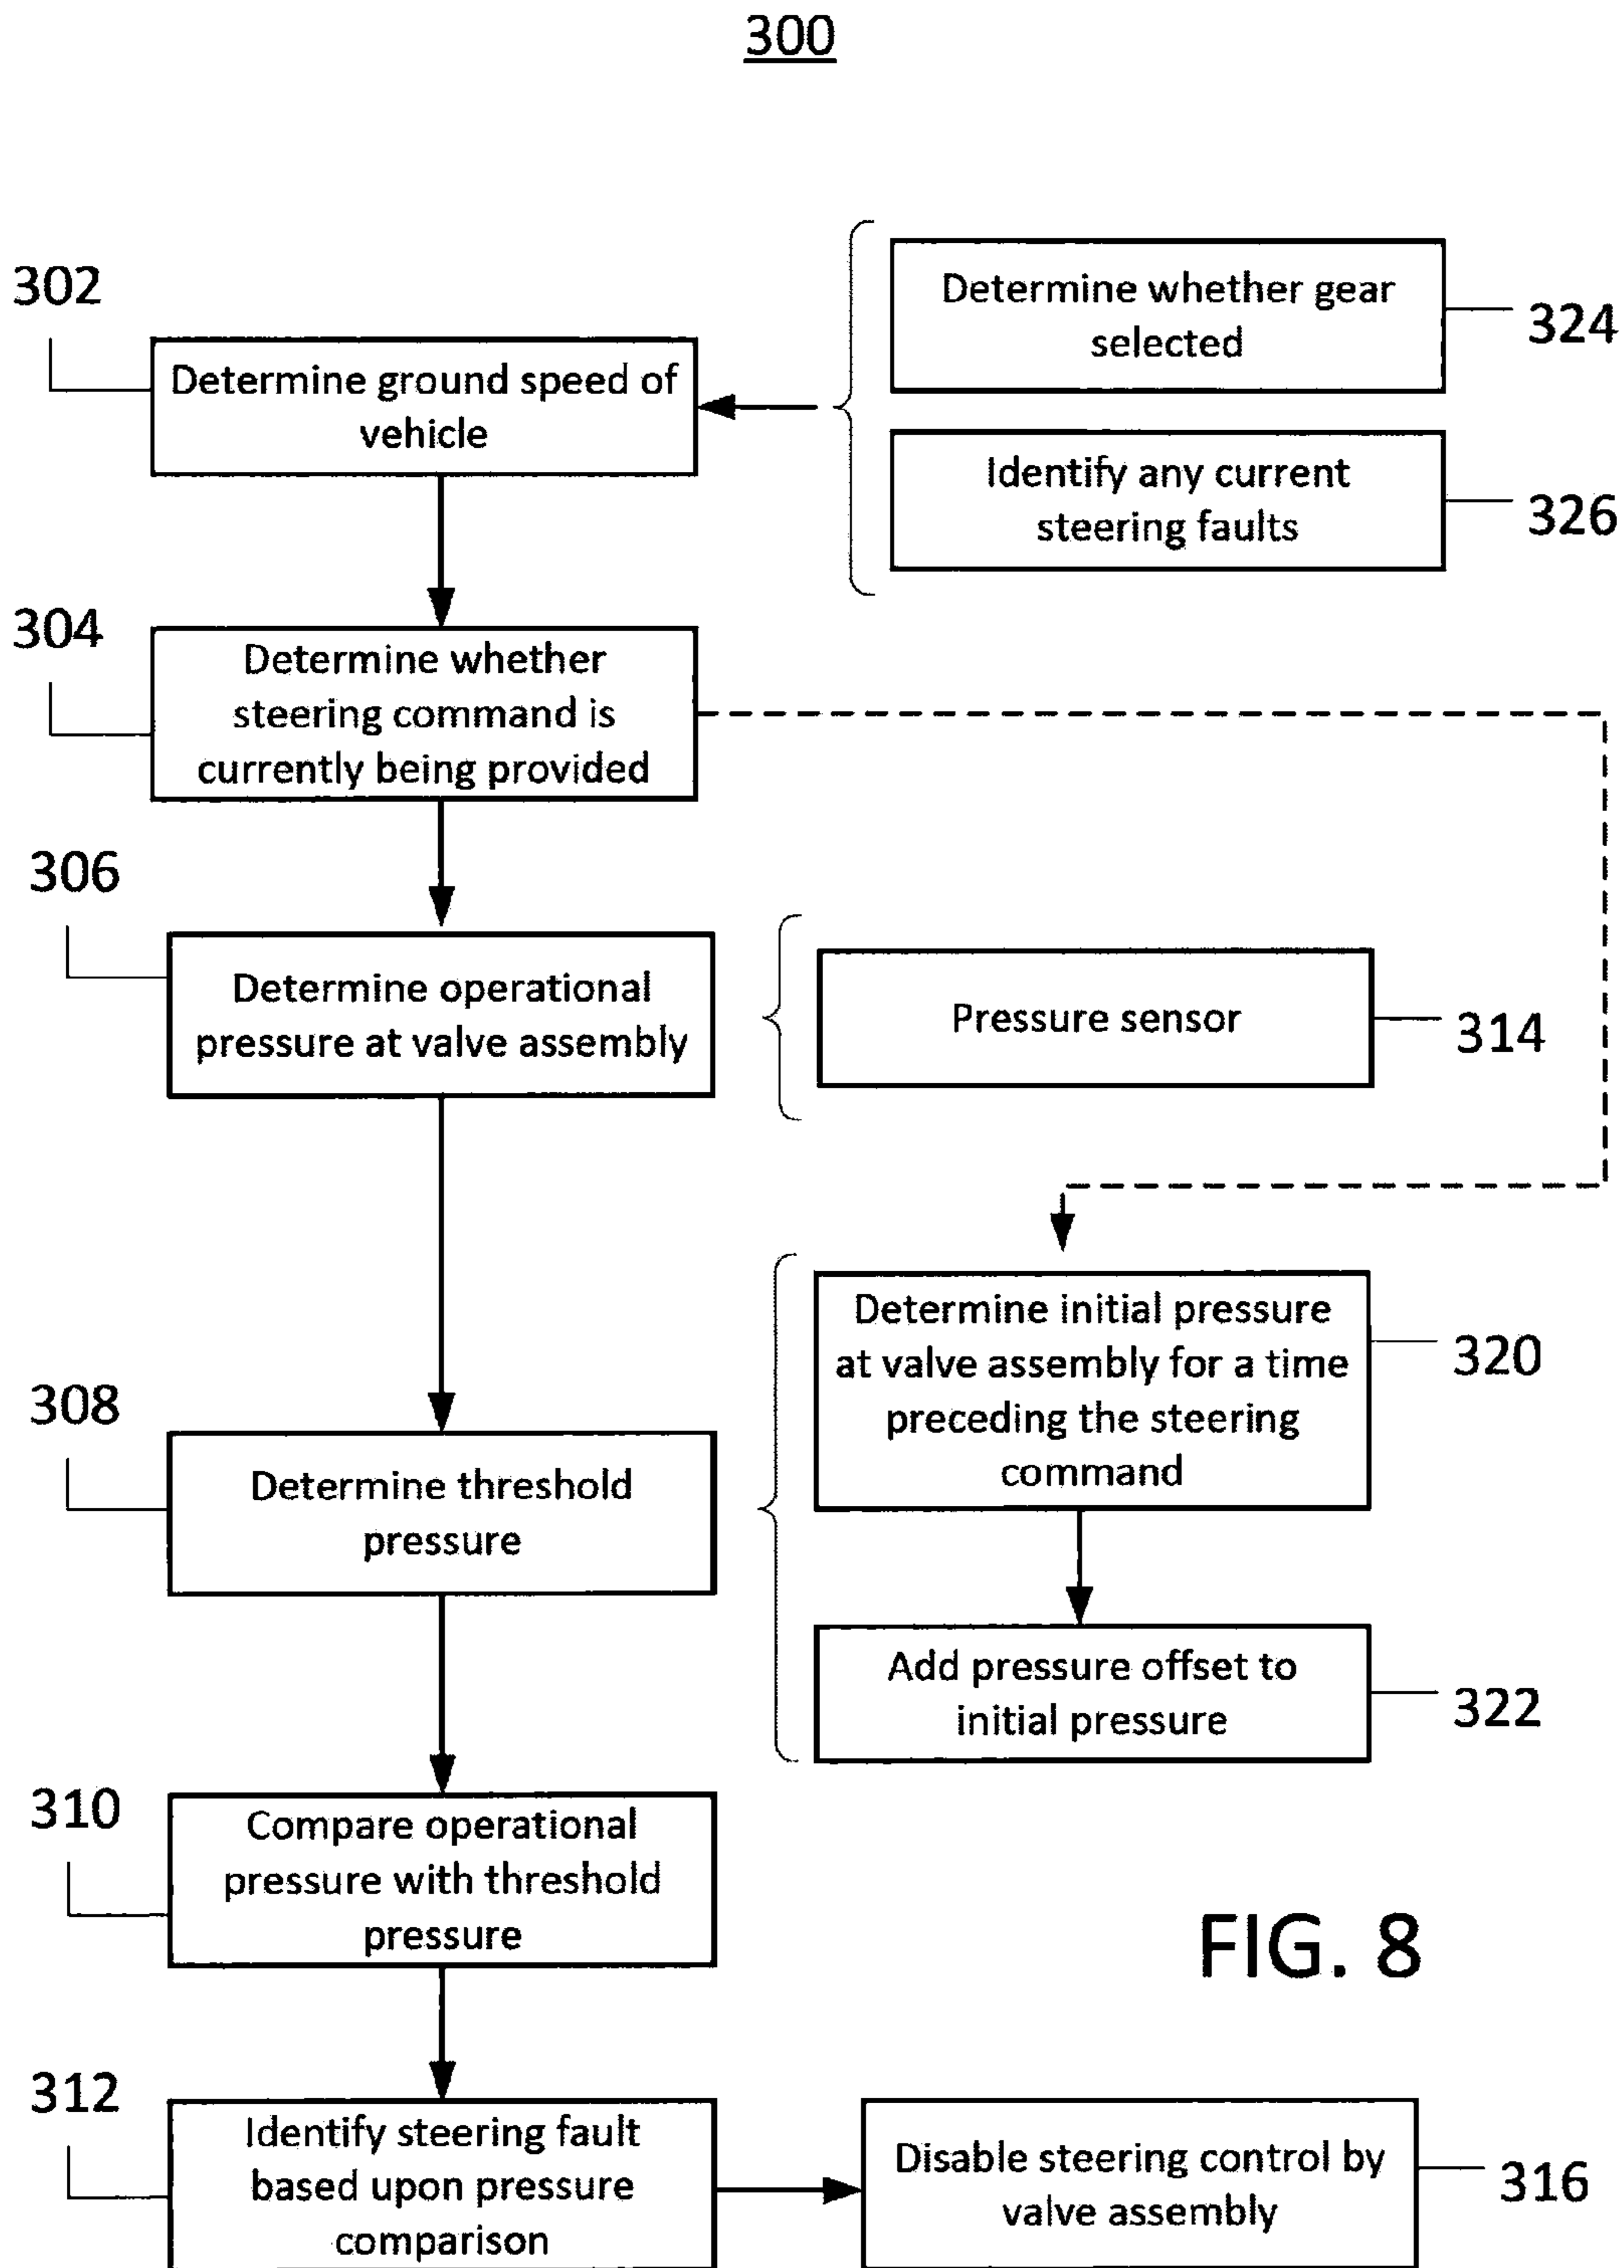 300
302
Determine ground speed of
vehicle
Determine whether gear
selected
324
Identify any current
steering faults
326
304
Determine whether
steering command is
currently being provided
306
Determine operational
pressure at valve assembly
Pressure sensor
314
Determine initial pressure
at valve assembly for a time
preceding the steering
command
320
308
Determine threshold
pressure
Add pressure offset to
initial pressure
322
310
Compare operational
pressure with threshold
pressure
FIG. 8
312
Identify steering fault
based upon pressure
comparison
Disable steering control by
valve assembly
316